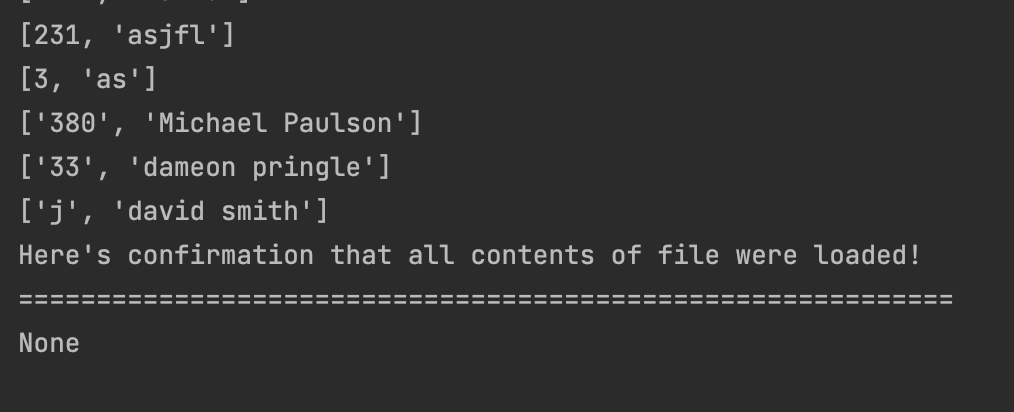 [231, 'asjfl']
[3, 'as']
['380', 'Michael Paulson']
['33', 'dameon pringle']
['j', 'david smith']
Here's confirmation that all contents of file were loaded!
============================================================
None